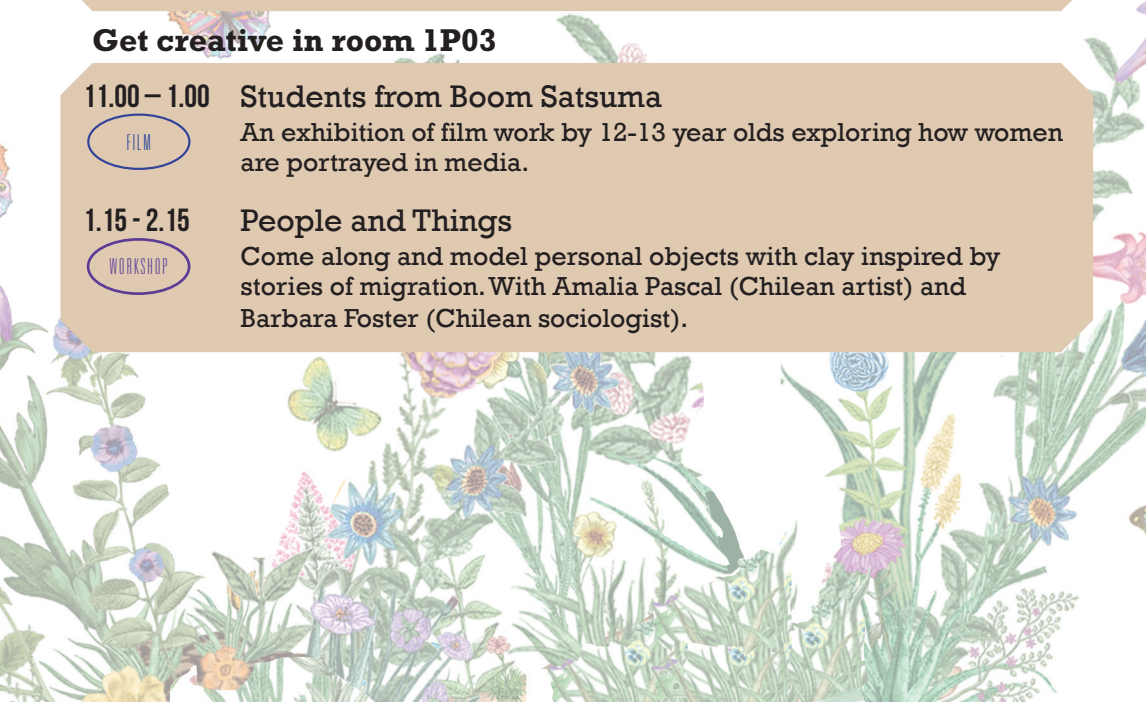 Get creative in room 1P03
11.00 – 1.00 Students from Boom Satsuma
FILM
An exhibition of film work by 12-13 year olds exploring how women
are portrayed in media.
1.15 - 2.15 People and Things
WORKSHOP
Come along and model personal objects with clay inspired by
stories of migration. With Amalia Pascal (Chilean artist) and
Barbara Foster (Chilean sociologist).